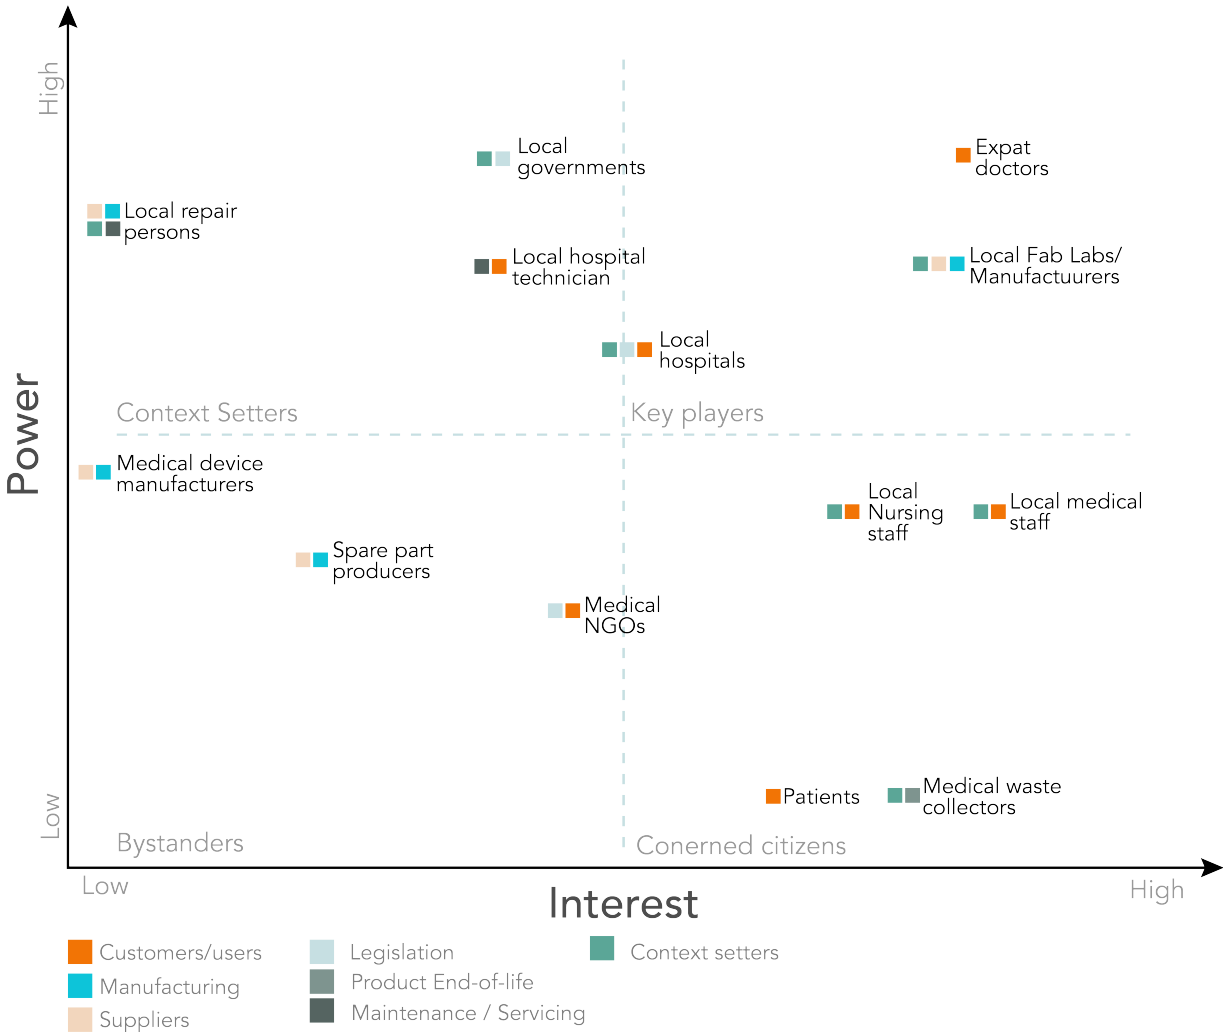 High
Local
governments
Expat
doctors
Local repair
persons
Local hospital
technician
Local Fab Labs/
Manufactuurers
Local
hospitals
Context Setters
Key players
Power
Medical device
manufacturers
Local
Nursing
staff
Local medical
staff
Spare part
producers
Medical
NGOs
Patients
Medical waste
collectors
Low
Bystanders
Conerned citizens
Low
Interest
High
Customers/users
Legislation
Context setters
Manufacturing
Product End-of-life
Suppliers
Maintenance / Servicing